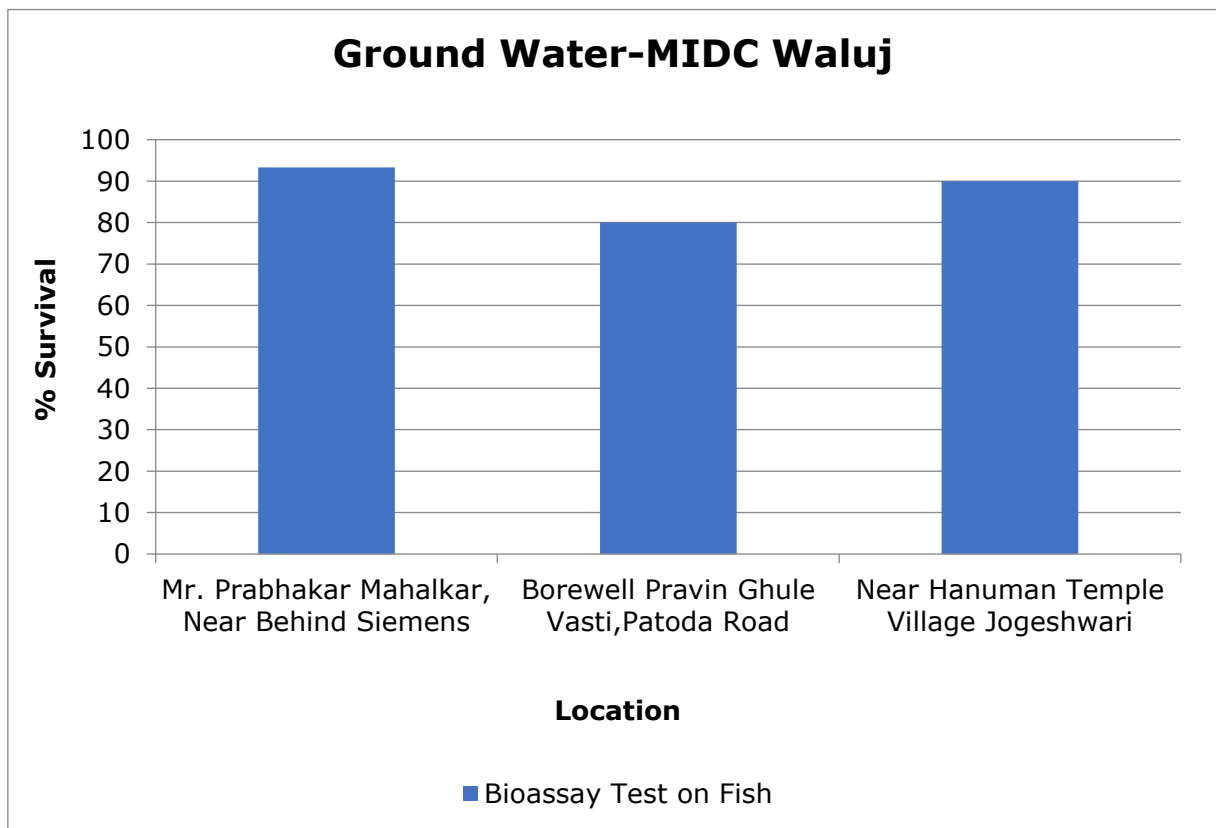 Ground Water-MIDC Waluj
100
90
80
70
60
50
40
30
20
10
0
% Survival
Mr. Prabhakar Mahalkar,
Near Behind Siemens
Borewell Pravin Ghule
Vasti,Patoda Road
Near Hanuman Temple
Village Jogeshwari
Location
Bioassay Test on Fish